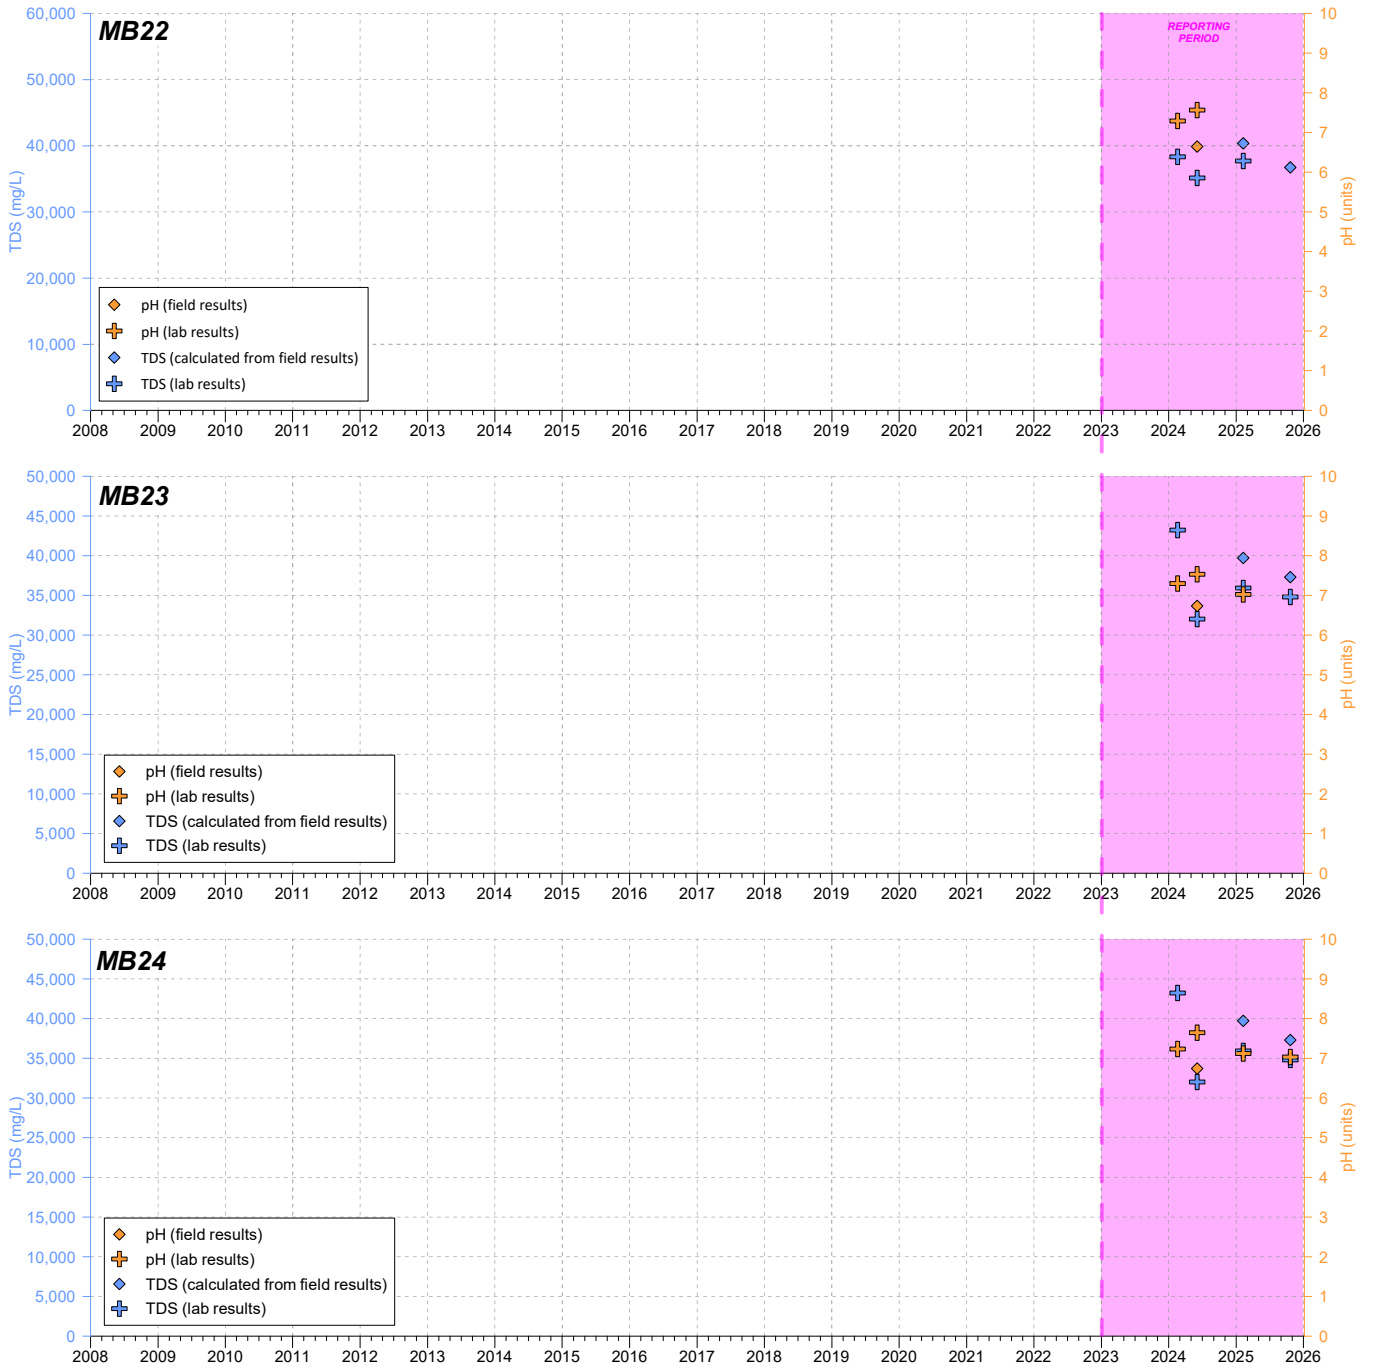 MB22
REPORTING
PERIOD
60,000
50,000
40,000
30,000
20,000
10,000
0
TDS (mg/L)
10
9
8
7
6
5
4
3
2
1
0
pH (units)
pH (field results)
pH (lab results)
TDS (calculated from field results)
TDS (lab results)
2008 2009 2010 2011 2012 2013 2014 2015 2016 2017 2018 2019 2020 2021 2022 2023 2024 2025 2026
MB23
50,000
45,000
40,000
35,000
30,000
25,000
20,000
15,000
10,000
5,000
0
TDS (mg/L)
10
9
8
7
6
5
4
3
2
1
0
pH (units)
pH (field results)
pH (lab results)
TDS (calculated from field results)
TDS (lab results)
2008 2009 2010 2011 2012 2013 2014 2015 2016 2017 2018 2019 2020 2021 2022 2023 2024 2025 2026
MB24
50,000
45,000
40,000
35,000
30,000
25,000
20,000
15,000
10,000
5,000
0
TDS (mg/L)
10
9
8
7
6
5
4
3
2
1
0
pH (units)
pH (field results)
pH (lab results)
TDS (calculated from field results)
TDS (lab results)
2008 2009 2010 2011 2012 2013 2014 2015 2016 2017 2018 2019 2020 2021 2022 2023 2024 2025 2026